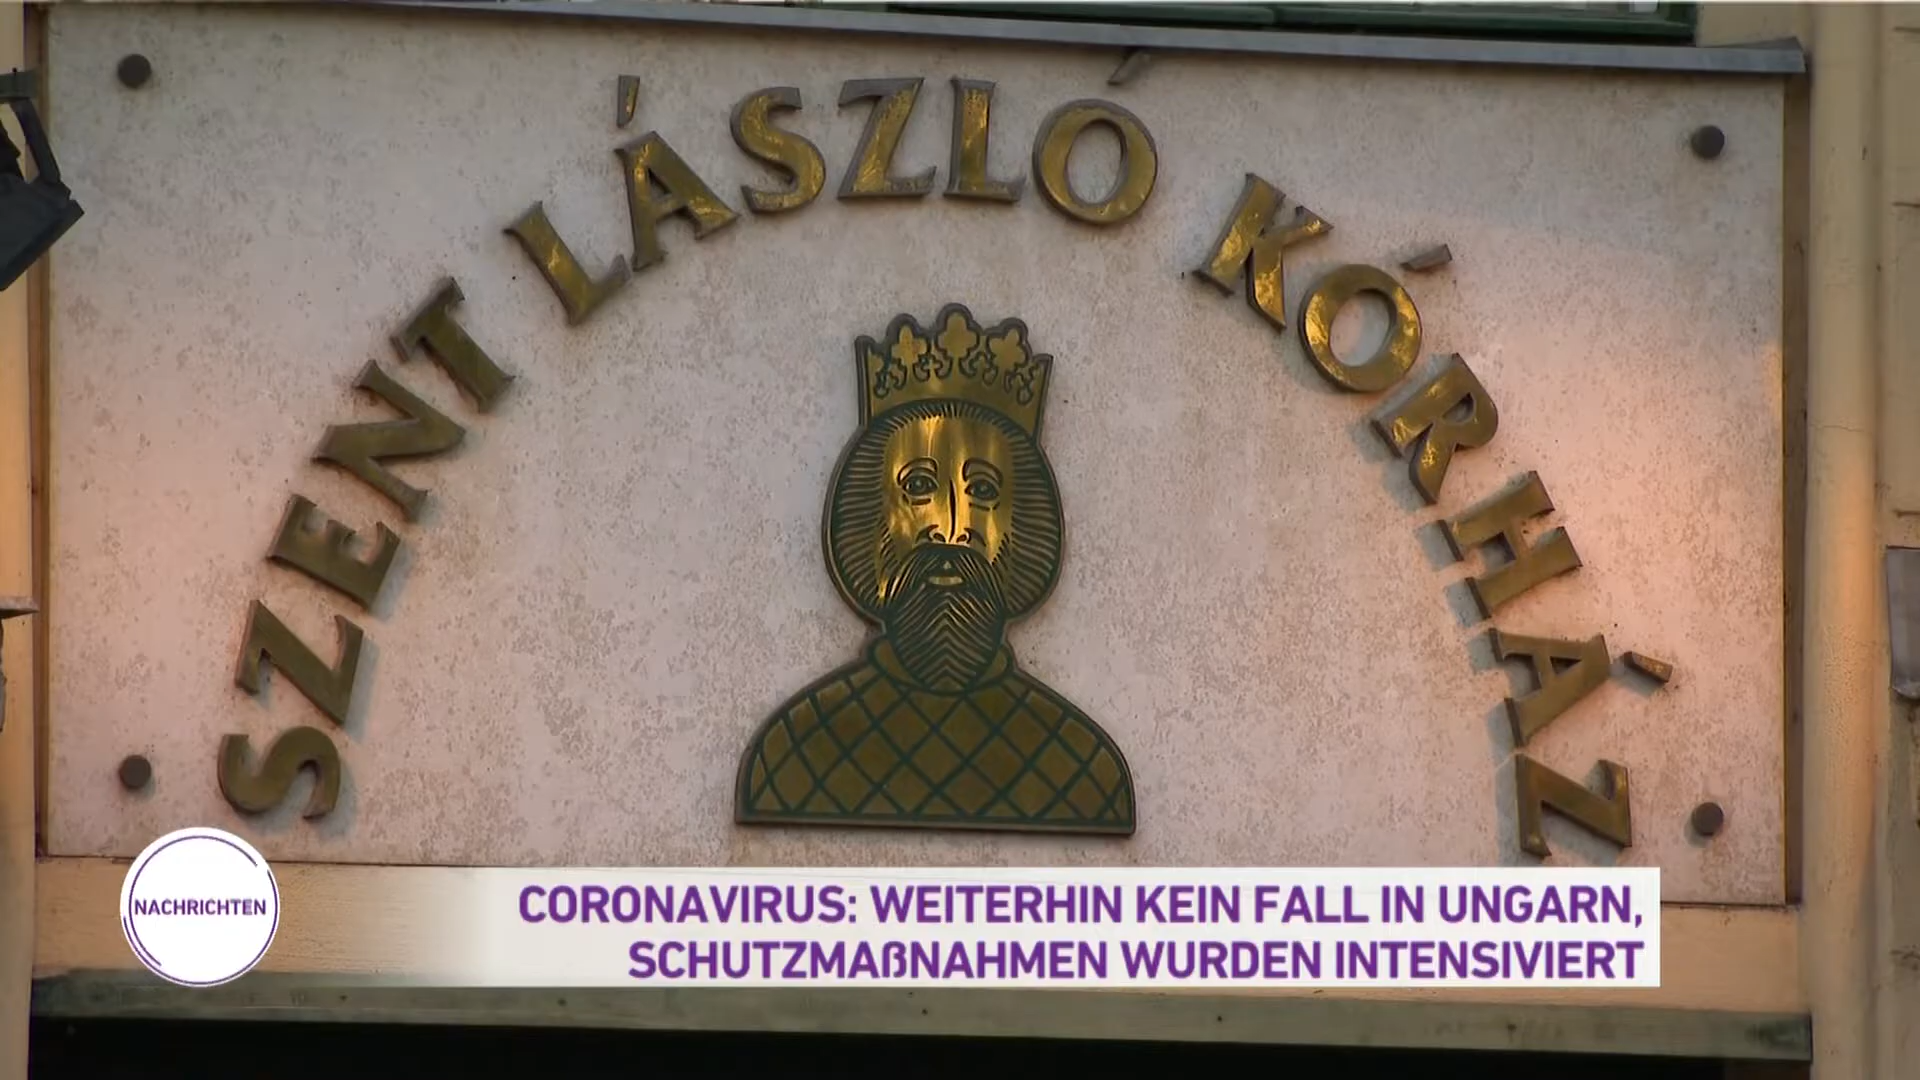 SZENT LÁSZLÓ KÓRHÁZ
NACHRICHTEN
CORONAVIRUS: WEITERHIN KEIN FALL IN UNGARN,
SCHUTZMAßNAHMEN WURDEN INTENSIVIERT